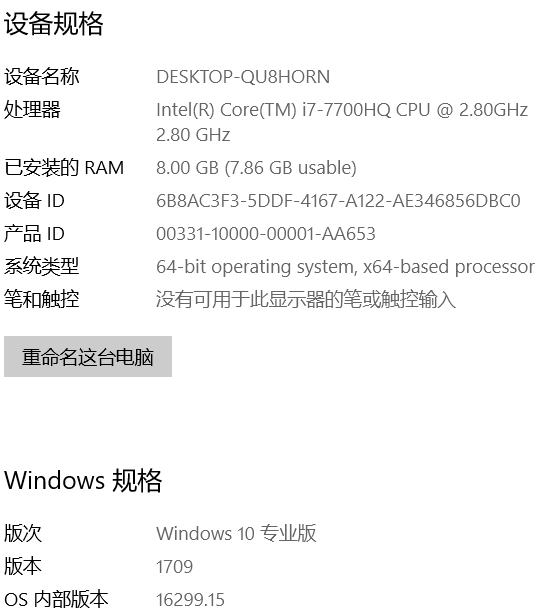 设备规格
设备名称 DESKTOP-QU8HORN
处理器 Intel(R) Core(TM) i7-7700HQ CPU @ 2.80GHz
2.80 GHz
已安装的 RAM 8.00 GB (7.86 GB usable)
设备 ID 6B8AC3F3-5DDF-4167-A122-AE346856DBC0
产品 ID 00331-10000-00001-AA653
系统类型 64-bit operating system, x64-based processor
笔和触控 没有可用于此显示器的笔或触控输入
重命名这台电脑
Windows 规格
版次 Windows 10 专业版
版本 1709
OS 内部版本 16299.15